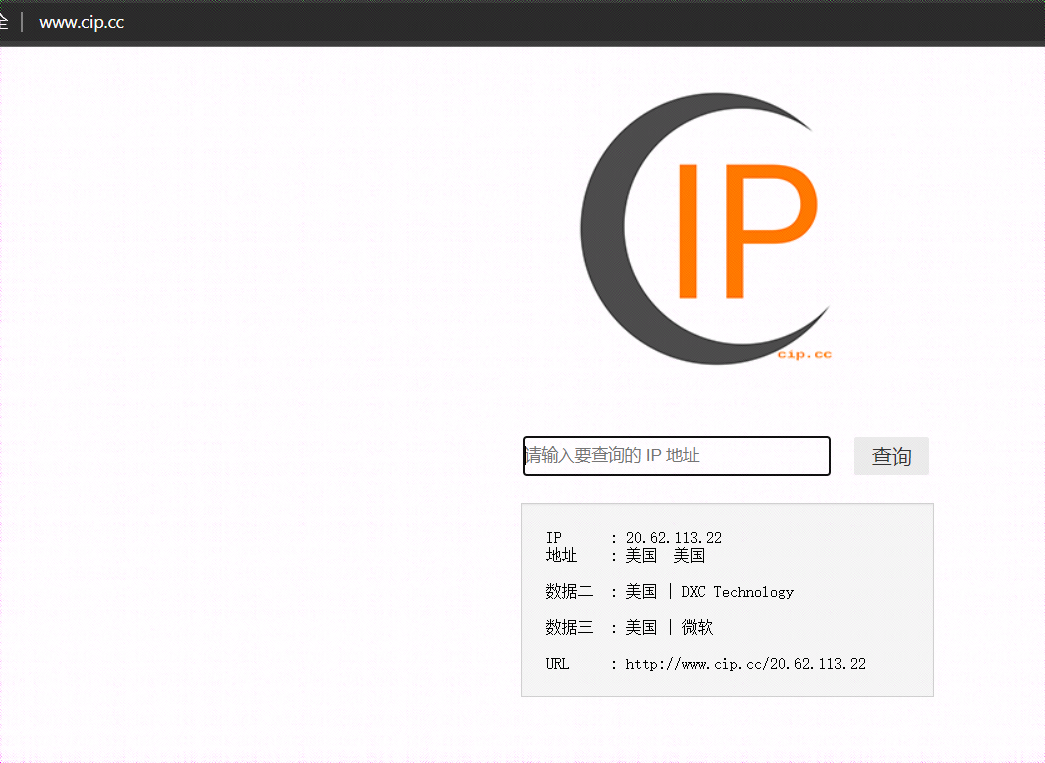 全 | www.cip.cc
IP
cip.cc
请输入要查询的 IP 地址 查询
IP : 20.62.113.22
地址 : 美国 美国
数据二 : 美国 | DXC Technology
数据三 : 美国 | 微软
URL : http://www.cip.cc/20.62.113.22